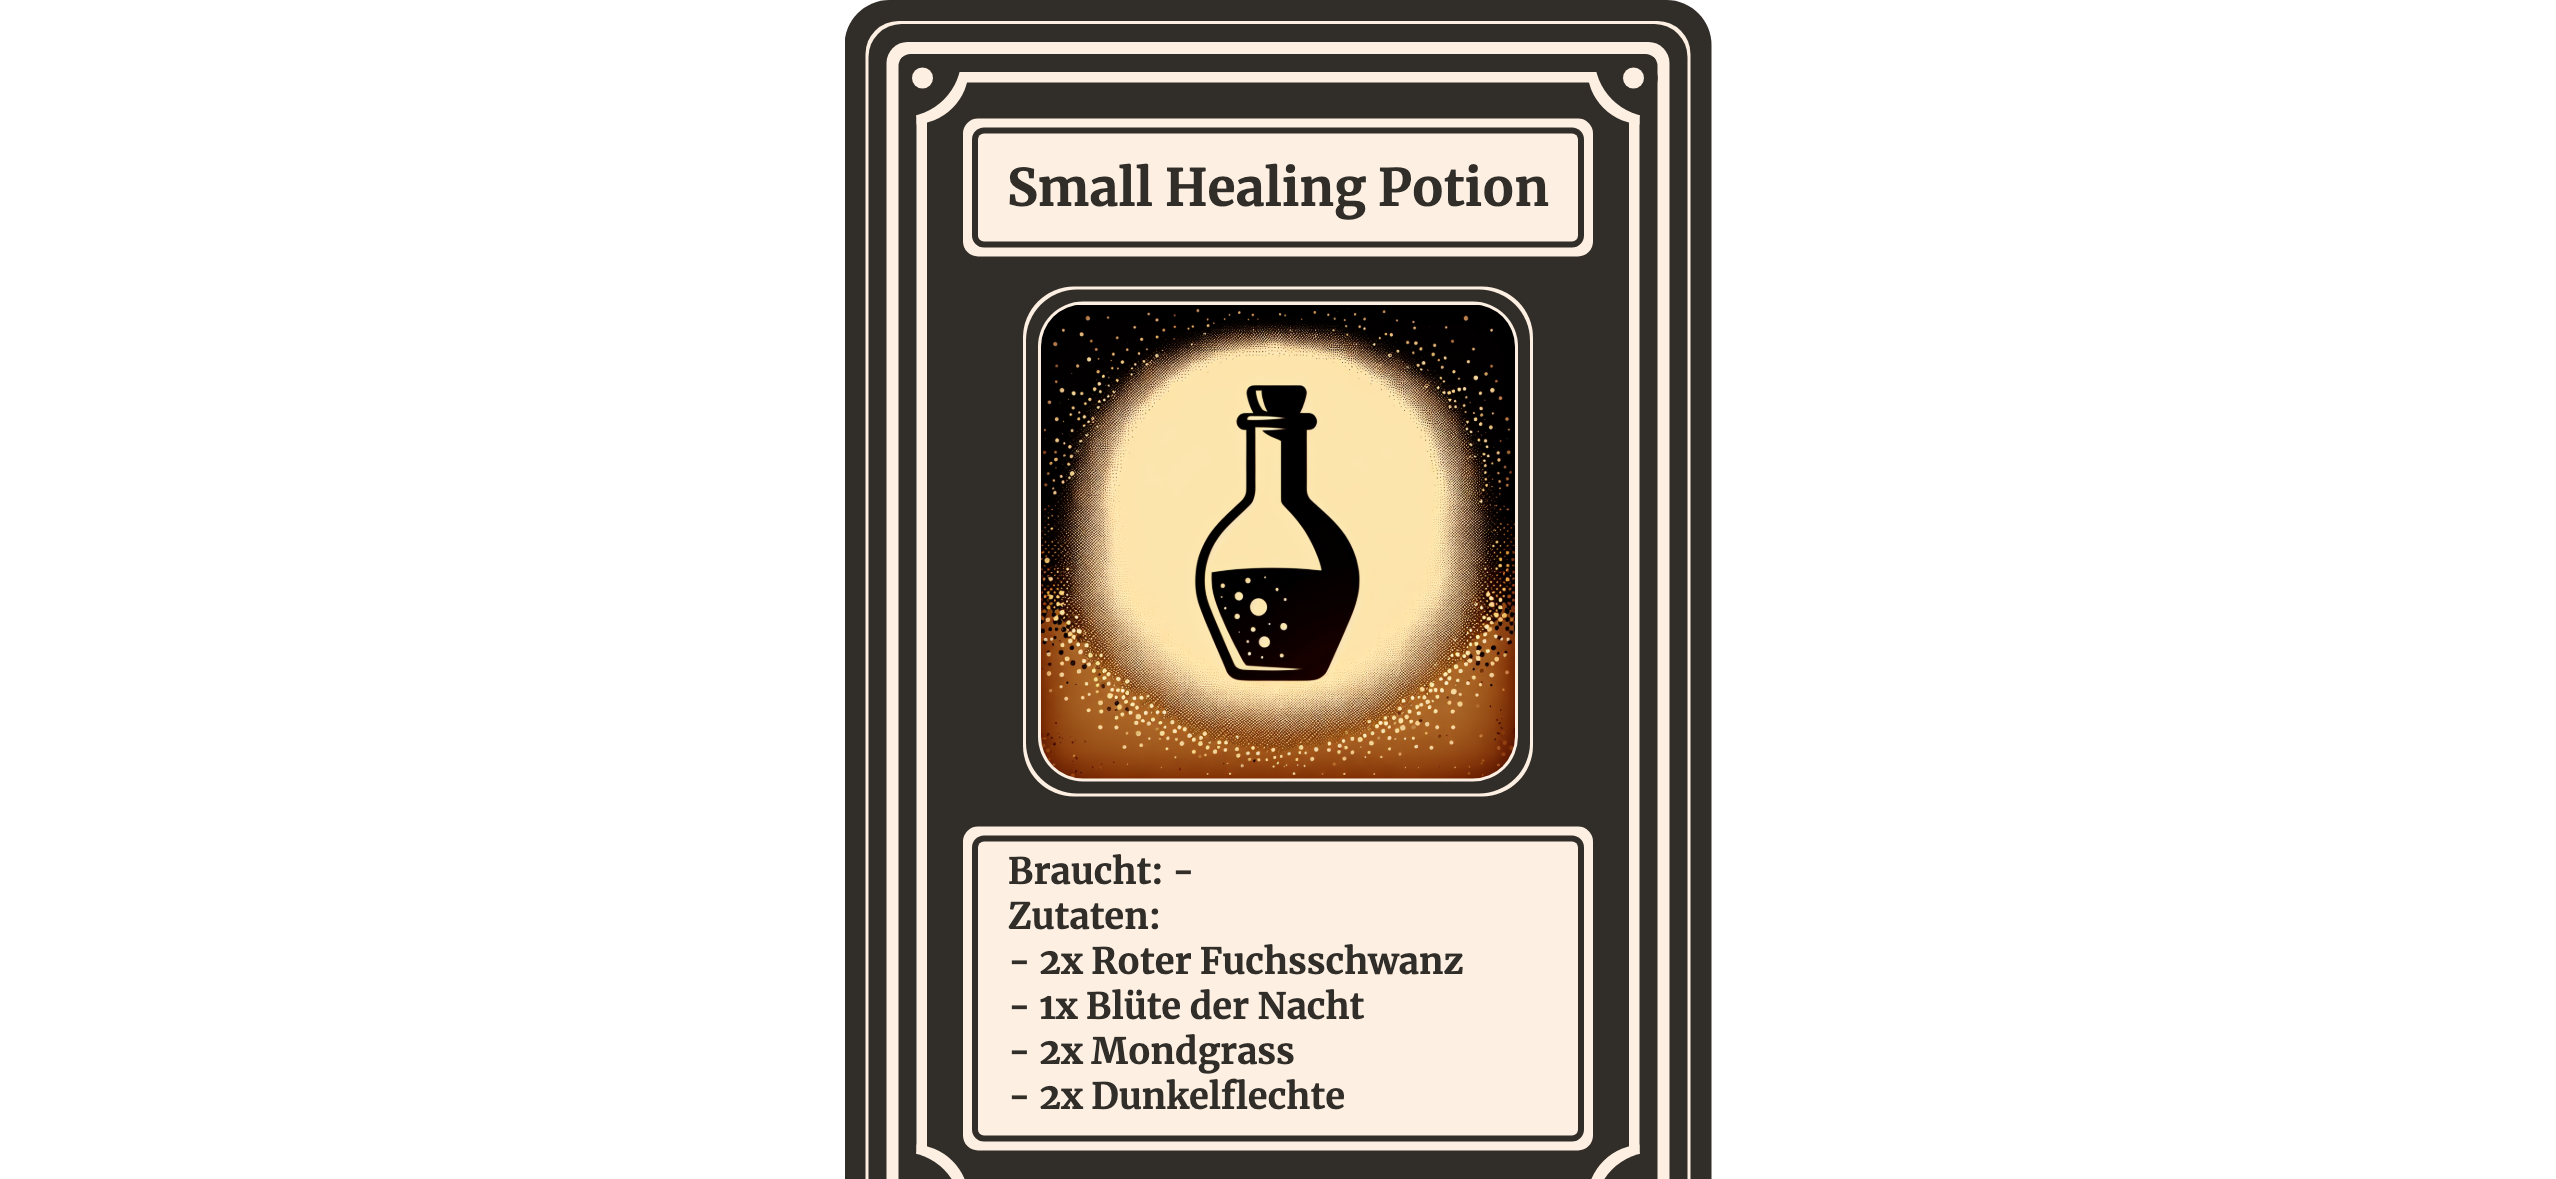 Small Healing Potion
Braucht: -
Zutaten:
- 2x Roter Fuchsschwanz
- 1x Blüte der Nacht
- 2x Mondgrass
- 2x Dunkelflechte